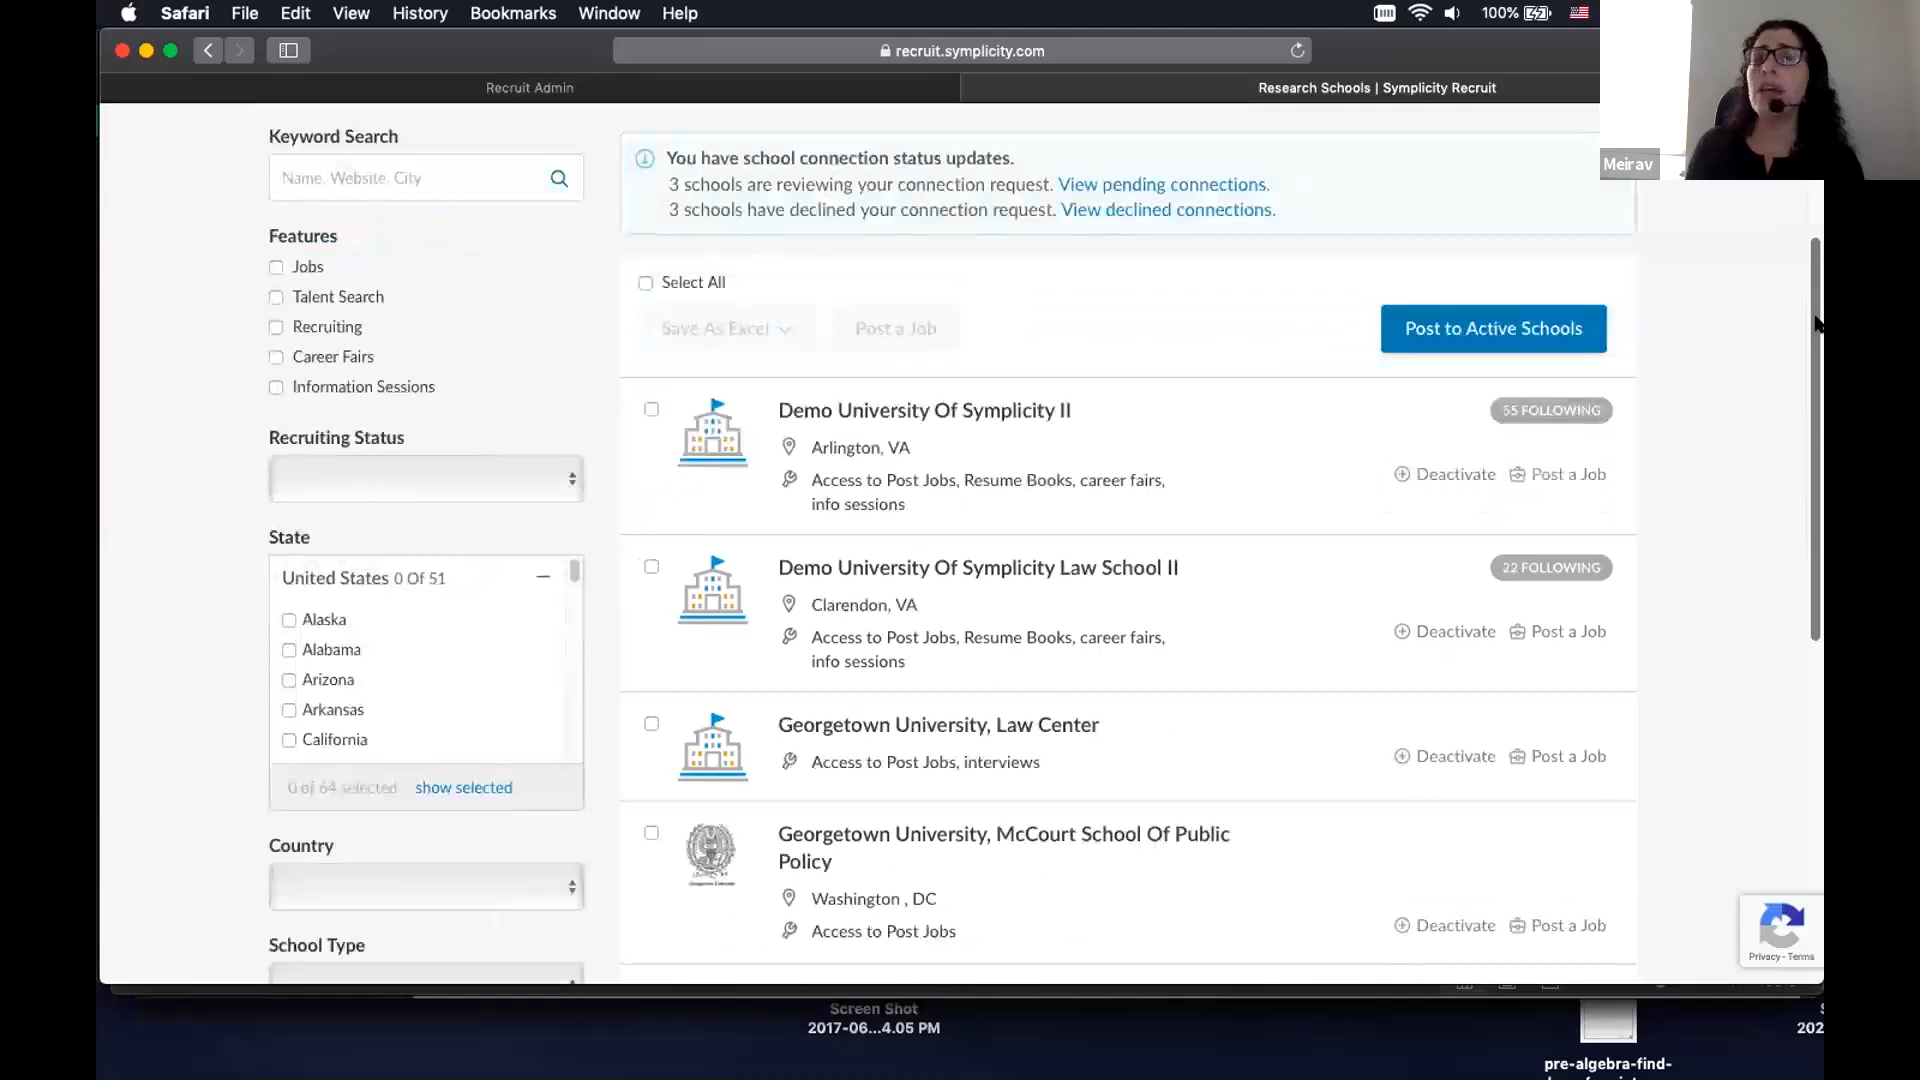 Safari File Edit View History Bookmarks Window Help 100%
recruit.symplicity.com
Recruit Admin
Research Schools | Symplicity Recruit
Meirav
Keyword Search
Name, Website, City
Features
Jobs
Talent Search
Recruiting
Career Fairs
Information Sessions
Recruiting Status
State
United States 0 Of 51
Alaska
Alabama
Arizona
Arkansas
California
0 of 64 selected show selected
Country
School Type
You have school connection status updates.
3 schools are reviewing your connection request. View pending connections.
3 schools have declined your connection request. View declined connections.
Select All
Save As Excel Post a Job Post to Active Schools
Demo University Of Symplicity II
55 FOLLOWING
Arlington, VA
Access to Post Jobs, Resume Books, career fairs,
info sessions
Deactivate Post a Job
Demo University Of Symplicity Law School II
22 FOLLOWING
Clarendon, VA
Access to Post Jobs, Resume Books, career fairs,
info sessions
Deactivate Post a Job
Georgetown University, Law Center
Access to Post Jobs, interviews
Deactivate Post a Job
Georgetown University, McCourt School Of Public
Policy
Washington , DC
Access to Post Jobs
Deactivate Post a Job
Privacy - Terms
Screen Shot
2017-06...4.05 PM
pre-algebra-find-